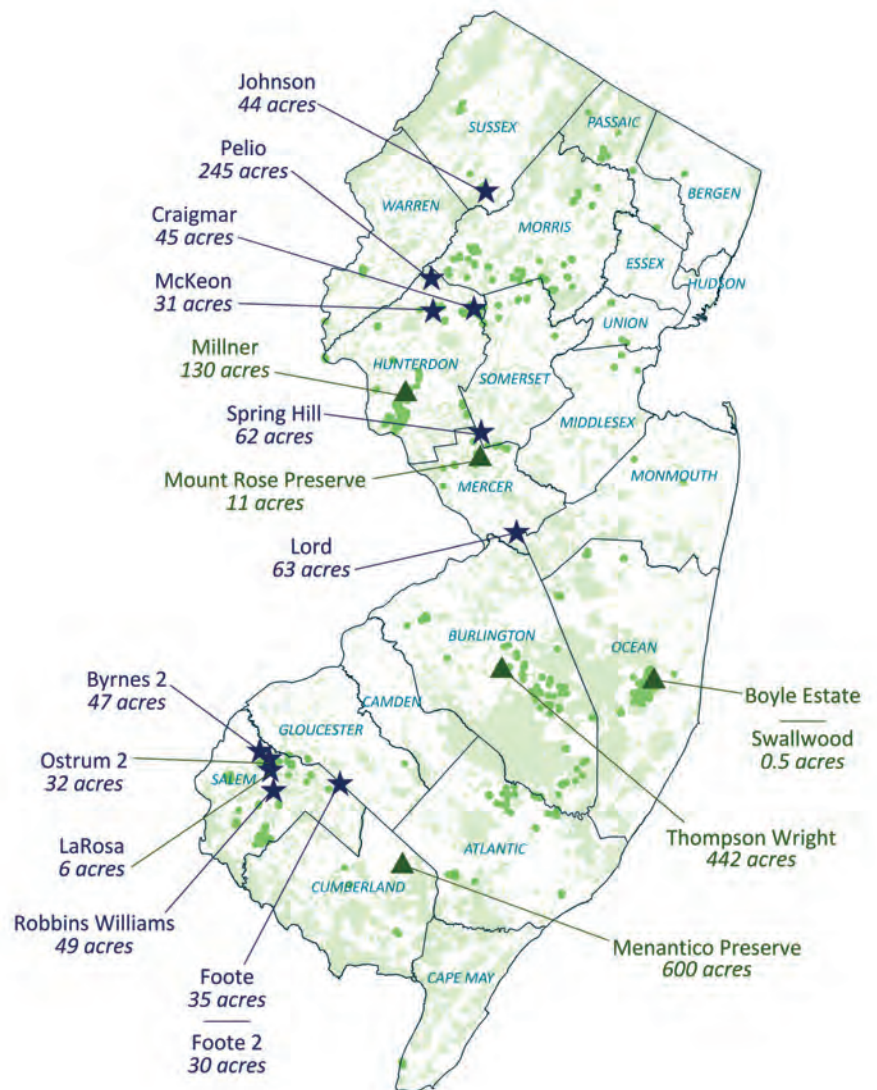 Johnson
44 acres
Pelio
245 acres
Craigmar
45 acres
McKeon
31 acres
Millner
130 acres
Spring Hill
62 acres
Mount Rose Preserve
11 acres
Lord
63 acres
Byrnes 2
47 acres
Ostrum 2
32 acres
LaRosa
6 acres
Robbins Williams
49 acres
Foote
35 acres
Foote 2
30 acres
SUSSEX
PASSAIC
BERGEN
WARREN
MORRIS
ESSEX
HUDSON
UNION
HUNTERDON
SOMERSET
MIDDLESEX
MERCER
MONMOUTH
BURLINGTON
OCEAN
CAMDEN
GLOUCESTER
SALEM
ATLANTIC
CUMBERLAND
CAPE MAY
Boyle Estate
Swallwood
0.5 acres
Thompson Wright
442 acres
Menantico Preserve
600 acres